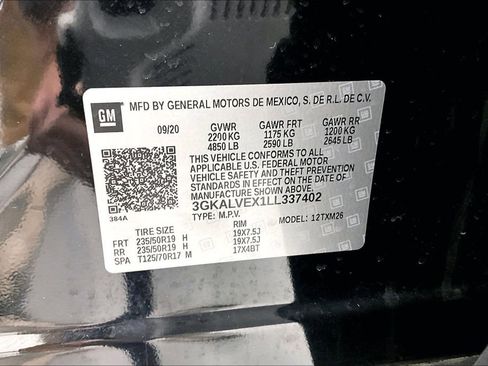 GM
MFD BY GENERAL MOTORS DE MEXICO, S. DE R.L. DE C.V.
09/20 GVWR GAWR FRT GAWR RR
2200 KG 1175 KG 1200 KG
4850 LB 2590 LB 2645 LB
THIS VEHICLE CONFORMS TO ALL
APPLICABLE U.S. FEDERAL MOTOR
VEHICLE SAFETY AND THEFT PREVENTION
STANDARDS IN EFFECT ON THE DATE OF
MANUFACTURE SHOWN ABOVE.
384A
3GKALVEX1LL337402
TYPE: M.P.V. MODEL: 12TXM26
TIRE SIZE RIM
FRT 235/50R19 H 19X7.5J
RR 235/50R19 H 19X7.5J
SPA T125/70R17 M 17X4BT